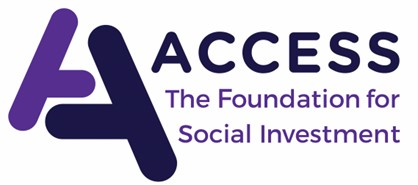 ACCESS
The Foundation for
Social Investment